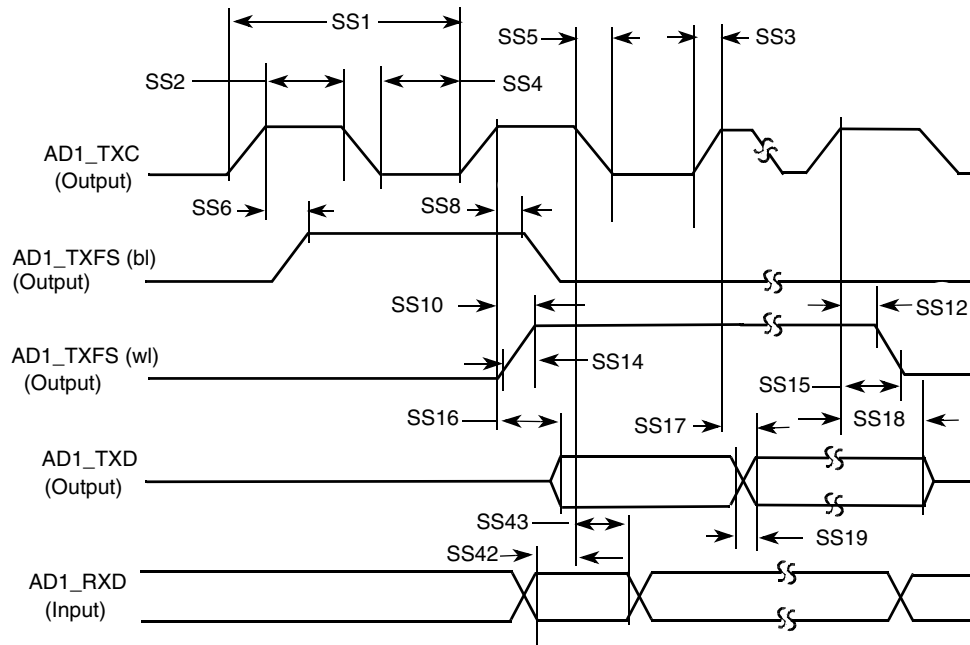 SS1
SS5
SS3
SS2
SS4
AD1_TXC
(Output)
SS6
SS8
AD1_TXFS (bl)
(Output)
SS10
SS12
AD1_TXFS (wl)
(Output)
SS14
SS15
SS16
SS17
SS18
AD1_TXD
(Output)
SS43
SS19
SS42
AD1_RXD
(Input)